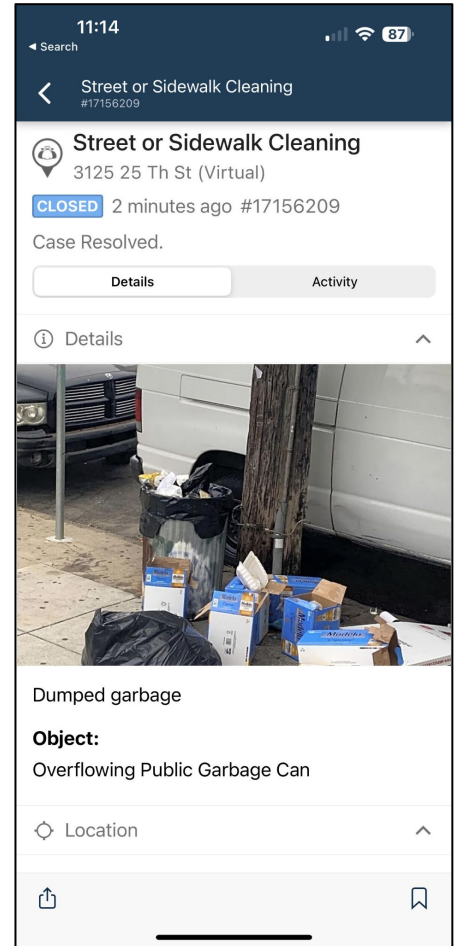 11:14
◀ Search
87
Street or Sidewalk Cleaning
#17156209
Street or Sidewalk Cleaning
3125 25 Th St (Virtual)
CLOSED 2 minutes ago #17156209
Case Resolved.
Details Activity
Details
Modelo
Dumped garbage
Object:
Overflowing Public Garbage Can
Location